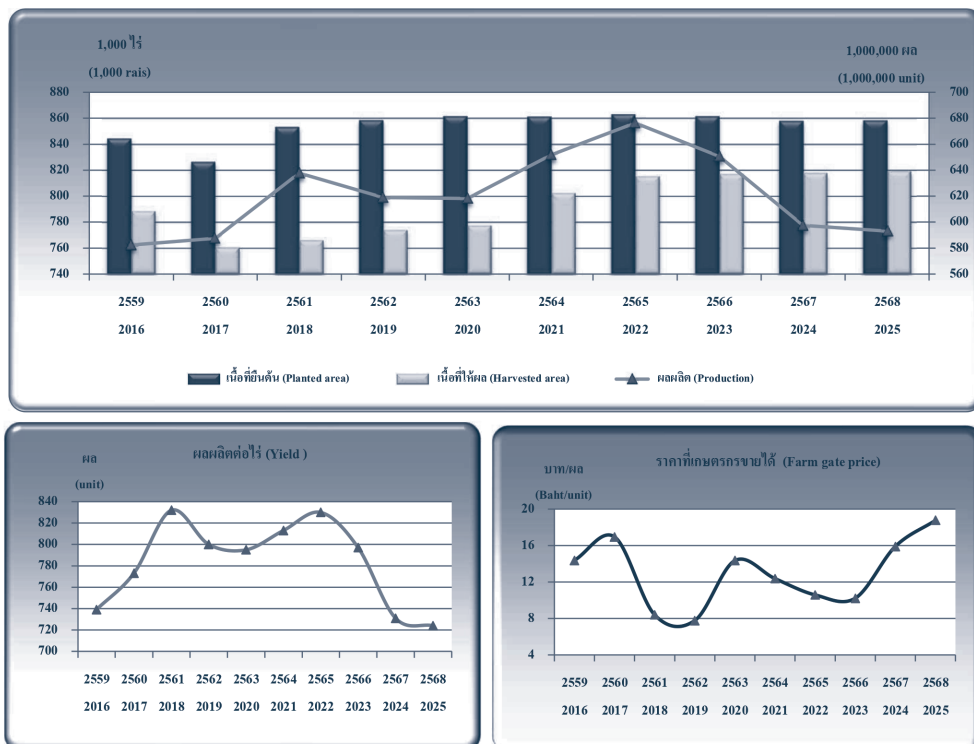 1,000 ไร่
(1,000 rais)
1,000,000 ผล
(1,000,000 unit)
880 700
860 680
840 660
820 640
800 620
780 600
760 580
740 560
2559 2560 2561 2562 2563 2564 2565 2566 2567 2568
2016 2017 2018 2019 2020 2021 2022 2023 2024 2025
เนื้อที่ยืนต้น (Planted area) เนื้อที่ให้ผล (Harvested area) ผลผลิต (Production)
ผลผลิตต่อไร่ (Yield )
ผล
(unit)
840
820
800
780
760
740
720
700
2559 2560 2561 2562 2563 2564 2565 2566 2567 2568
2016 2017 2018 2019 2020 2021 2022 2023 2024 2025
ราคาที่เกษตรกรขายได้ (Farm gate price)
บาท/ผล
(Baht/unit)
20
16
12
8
4
2559 2560 2561 2562 2563 2564 2565 2566 2567 2568
2016 2017 2018 2019 2020 2021 2022 2023 2024 2025